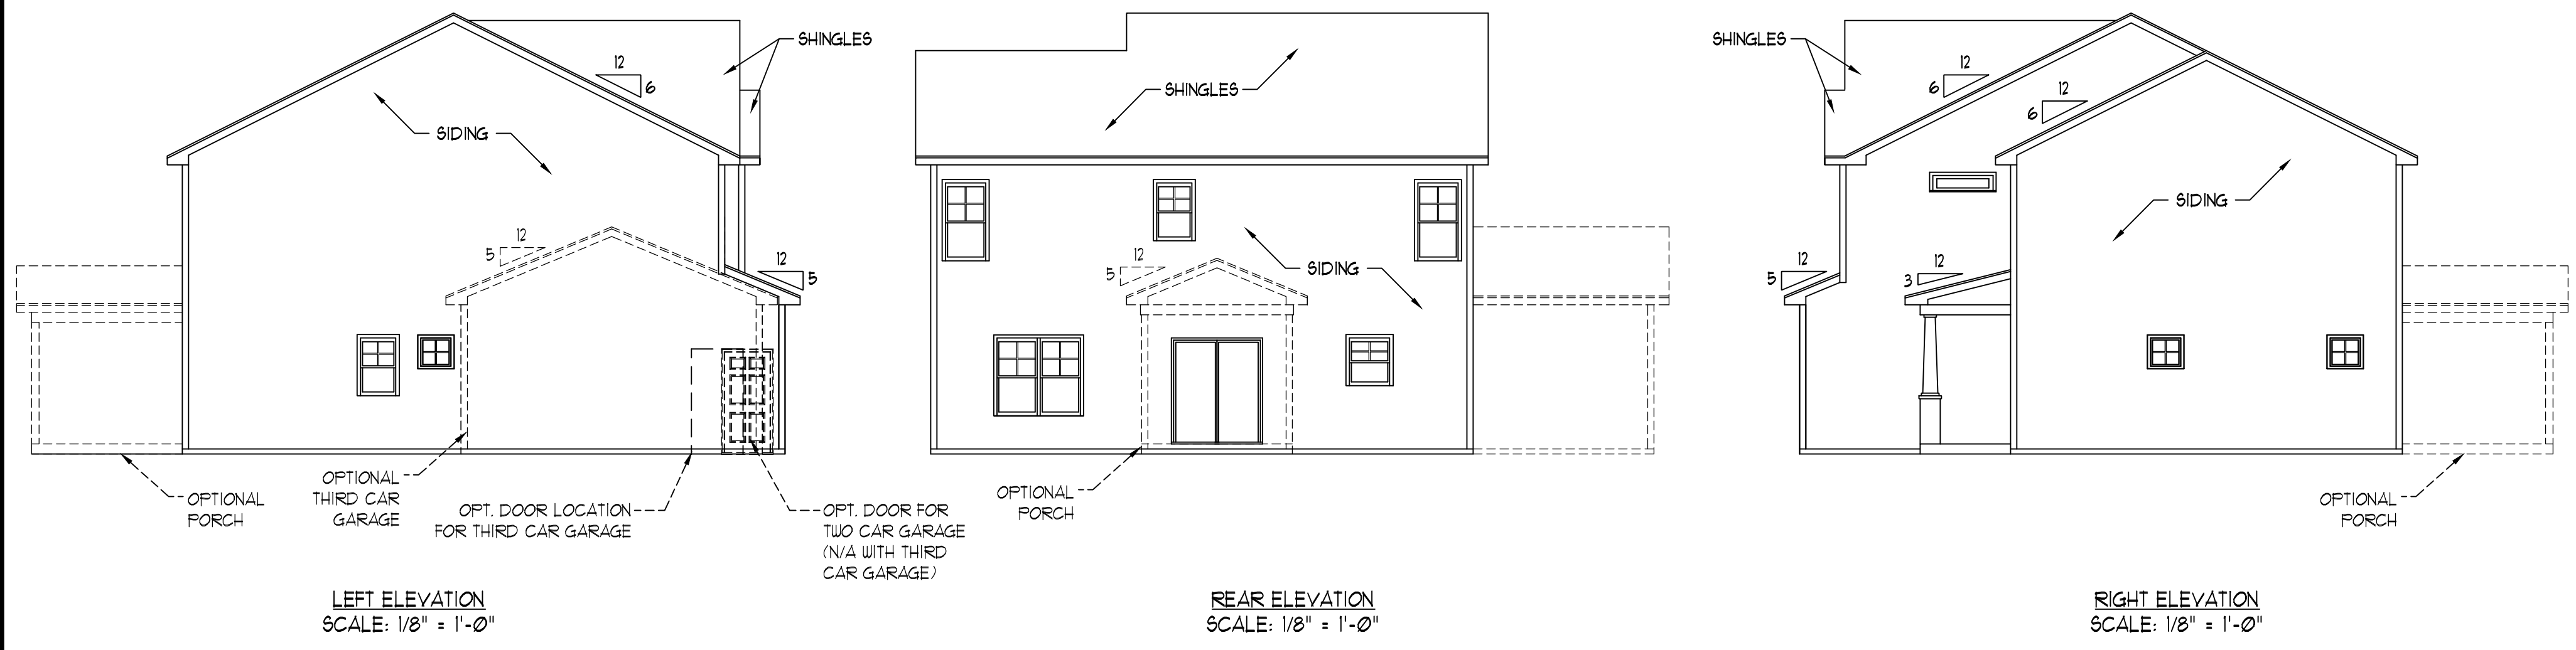 SHINGLES
12
6
SIDING
12
5
12
5
OPTIONAL
PORCH
OPTIONAL
THIRD CAR
GARAGE
OPT. DOOR LOCATION
FOR THIRD CAR GARAGE
OPT. DOOR FOR
TWO CAR GARAGE
(N/A WITH THIRD
CAR GARAGE)
LEFT ELEVATION
SCALE: 1/8" = 1'-0"
SHINGLES
12
5
SIDING
OPTIONAL
PORCH
REAR ELEVATION
SCALE: 1/8" = 1'-0"
SHINGLES
12
6
12
6
SIDING
12
5
12
3
OPTIONAL
PORCH
RIGHT ELEVATION
SCALE: 1/8" = 1'-0"